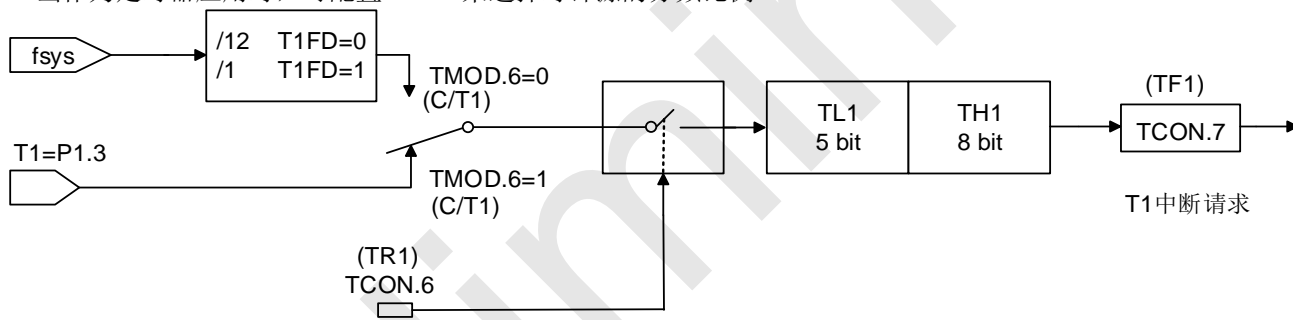 /12 T1FD=0
/1 T1FD=1
fsys
TMOD.6=0
(C/T1)
T1=P1.3
TMOD.6=1
(C/T1)
(TR1)
TCON.6
TL1
5 bit
TH1
8 bit
(TF1)
TCON.7
T1中断请求